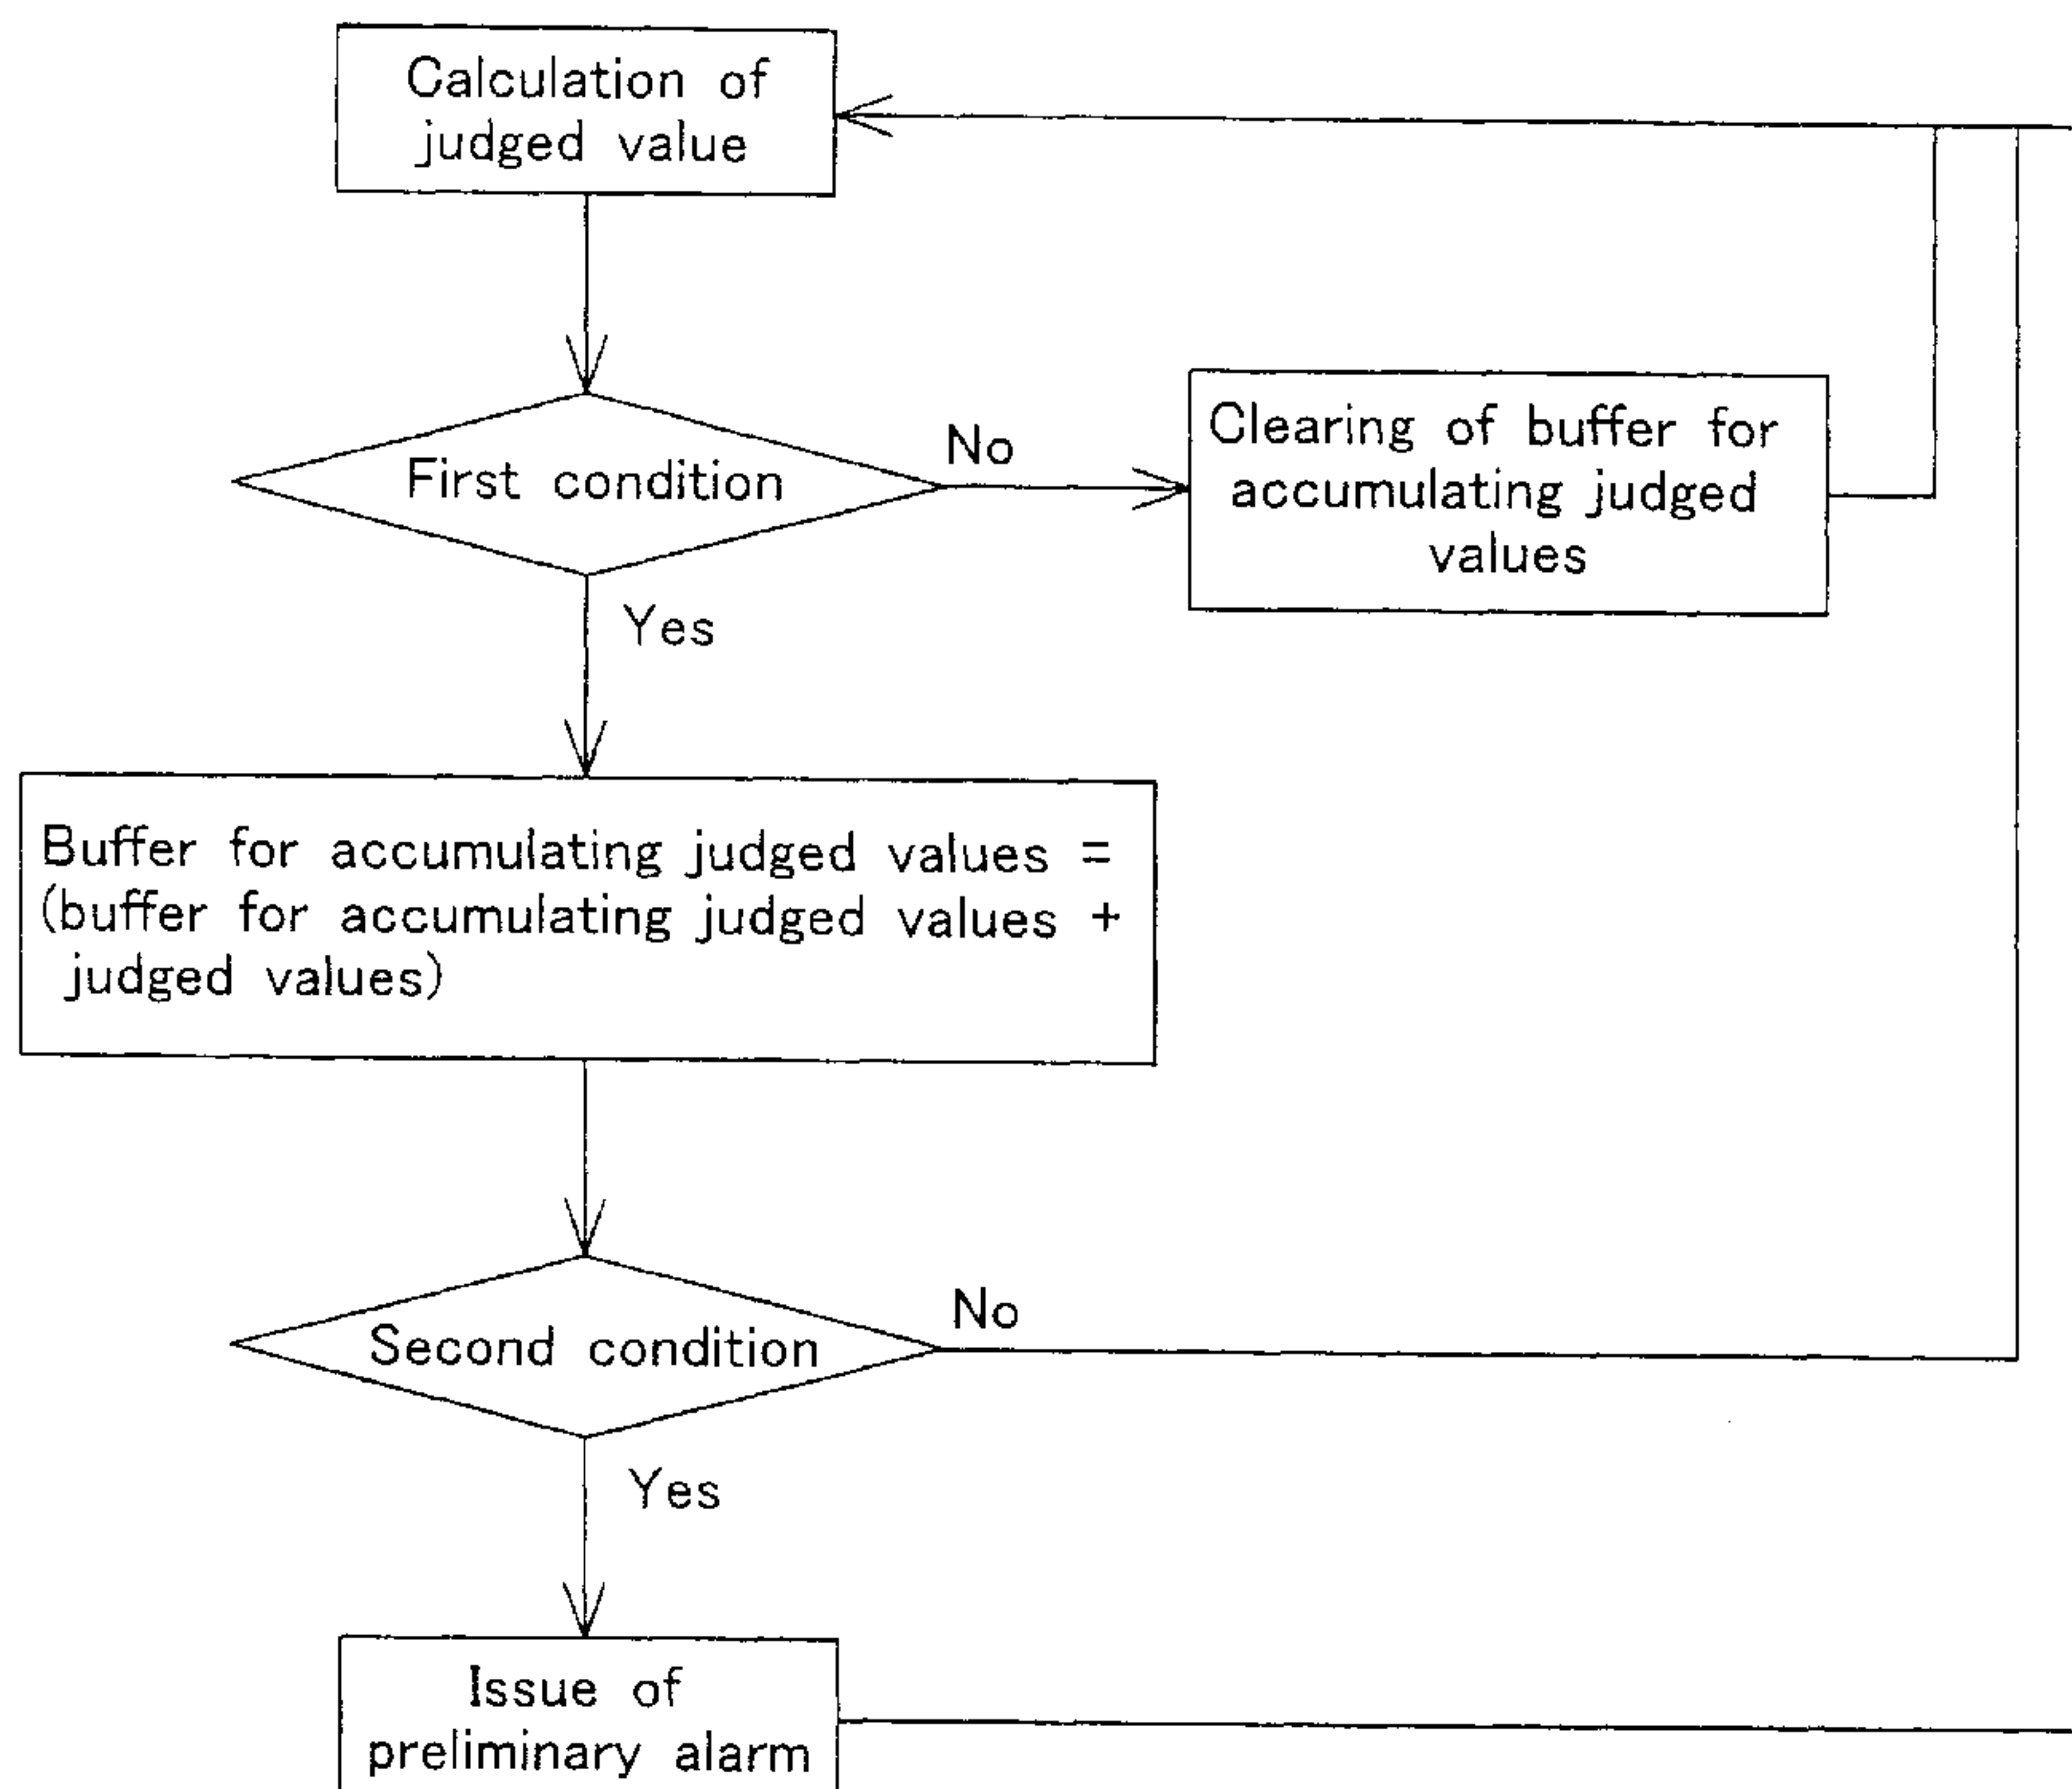 Calculation of
judged value
First condition
No
Clearing of buffer for
accumulating judged
values
Yes
Buffer for accumulating judged values =
(buffer for accumulating judged values +
judged values)
Second condition
No
Yes
Issue of
preliminary alarm